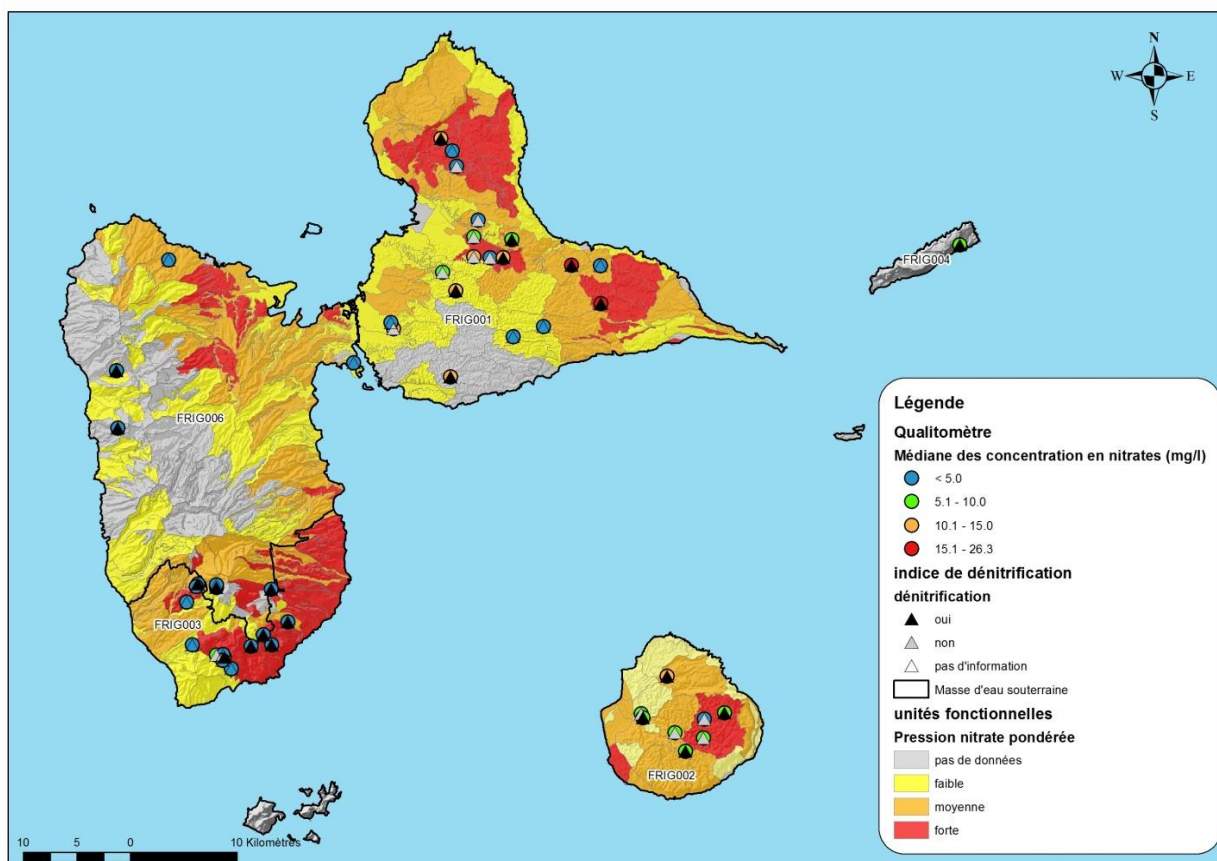 N
W
E
S
FRIG004
FRIG001
FRIG006
FRIG003
FRIG002
Légende
Qualitomètre
Médiane des concentration en nitrates (mg/l)
< 5.0
5.1 - 10.0
10.1 - 15.0
15.1 - 26.3
indice de dénitrification
dénitrification
oui
non
pas d'information
Masse d'eau souterraine
unités fonctionnelles
Pression nitrate pondérée
pas de données
faible
moyenne
forte
10 5 0 10 Kilomètres